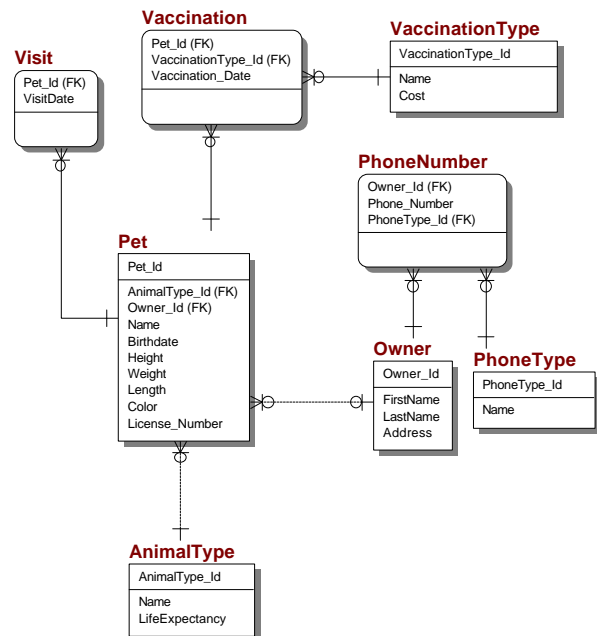 Vaccination
Pet_Id (FK)
VaccinationType_Id (FK)
Vaccination_Date
VaccinationType
VaccinationType_Id
Name
Cost
Visit
Pet_Id (FK)
VisitDate
PhoneNumber
Owner_Id (FK)
Phone_Number
PhoneType_Id (FK)
Pet
Pet_Id
AnimalType_Id (FK)
Owner_Id (FK)
Name
Birthdate
Height
Weight
Length
Color
License_Number
Owner
Owner_Id
FirstName
LastName
Address
PhoneType
PhoneType_Id
Name
AnimalType
AnimalType_Id
Name
LifeExpectancy